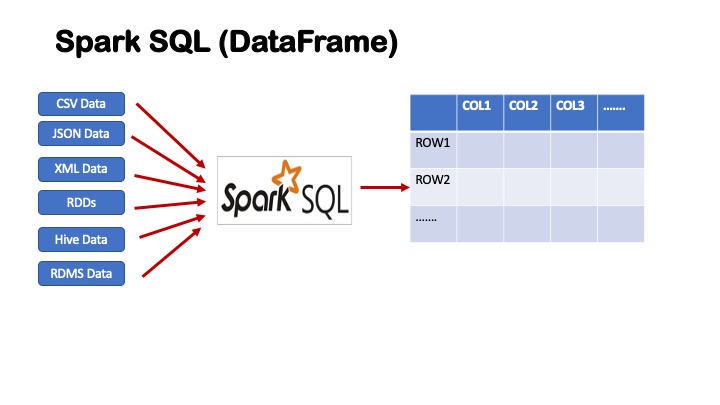 Spark SQL (DataFrame)
CSV Data
JSON Data
XML Data
RDDs
Hive Data
RDMS Data
Spark SQL
COL1 COL2 COL3 .......
ROW1
ROW2
.......